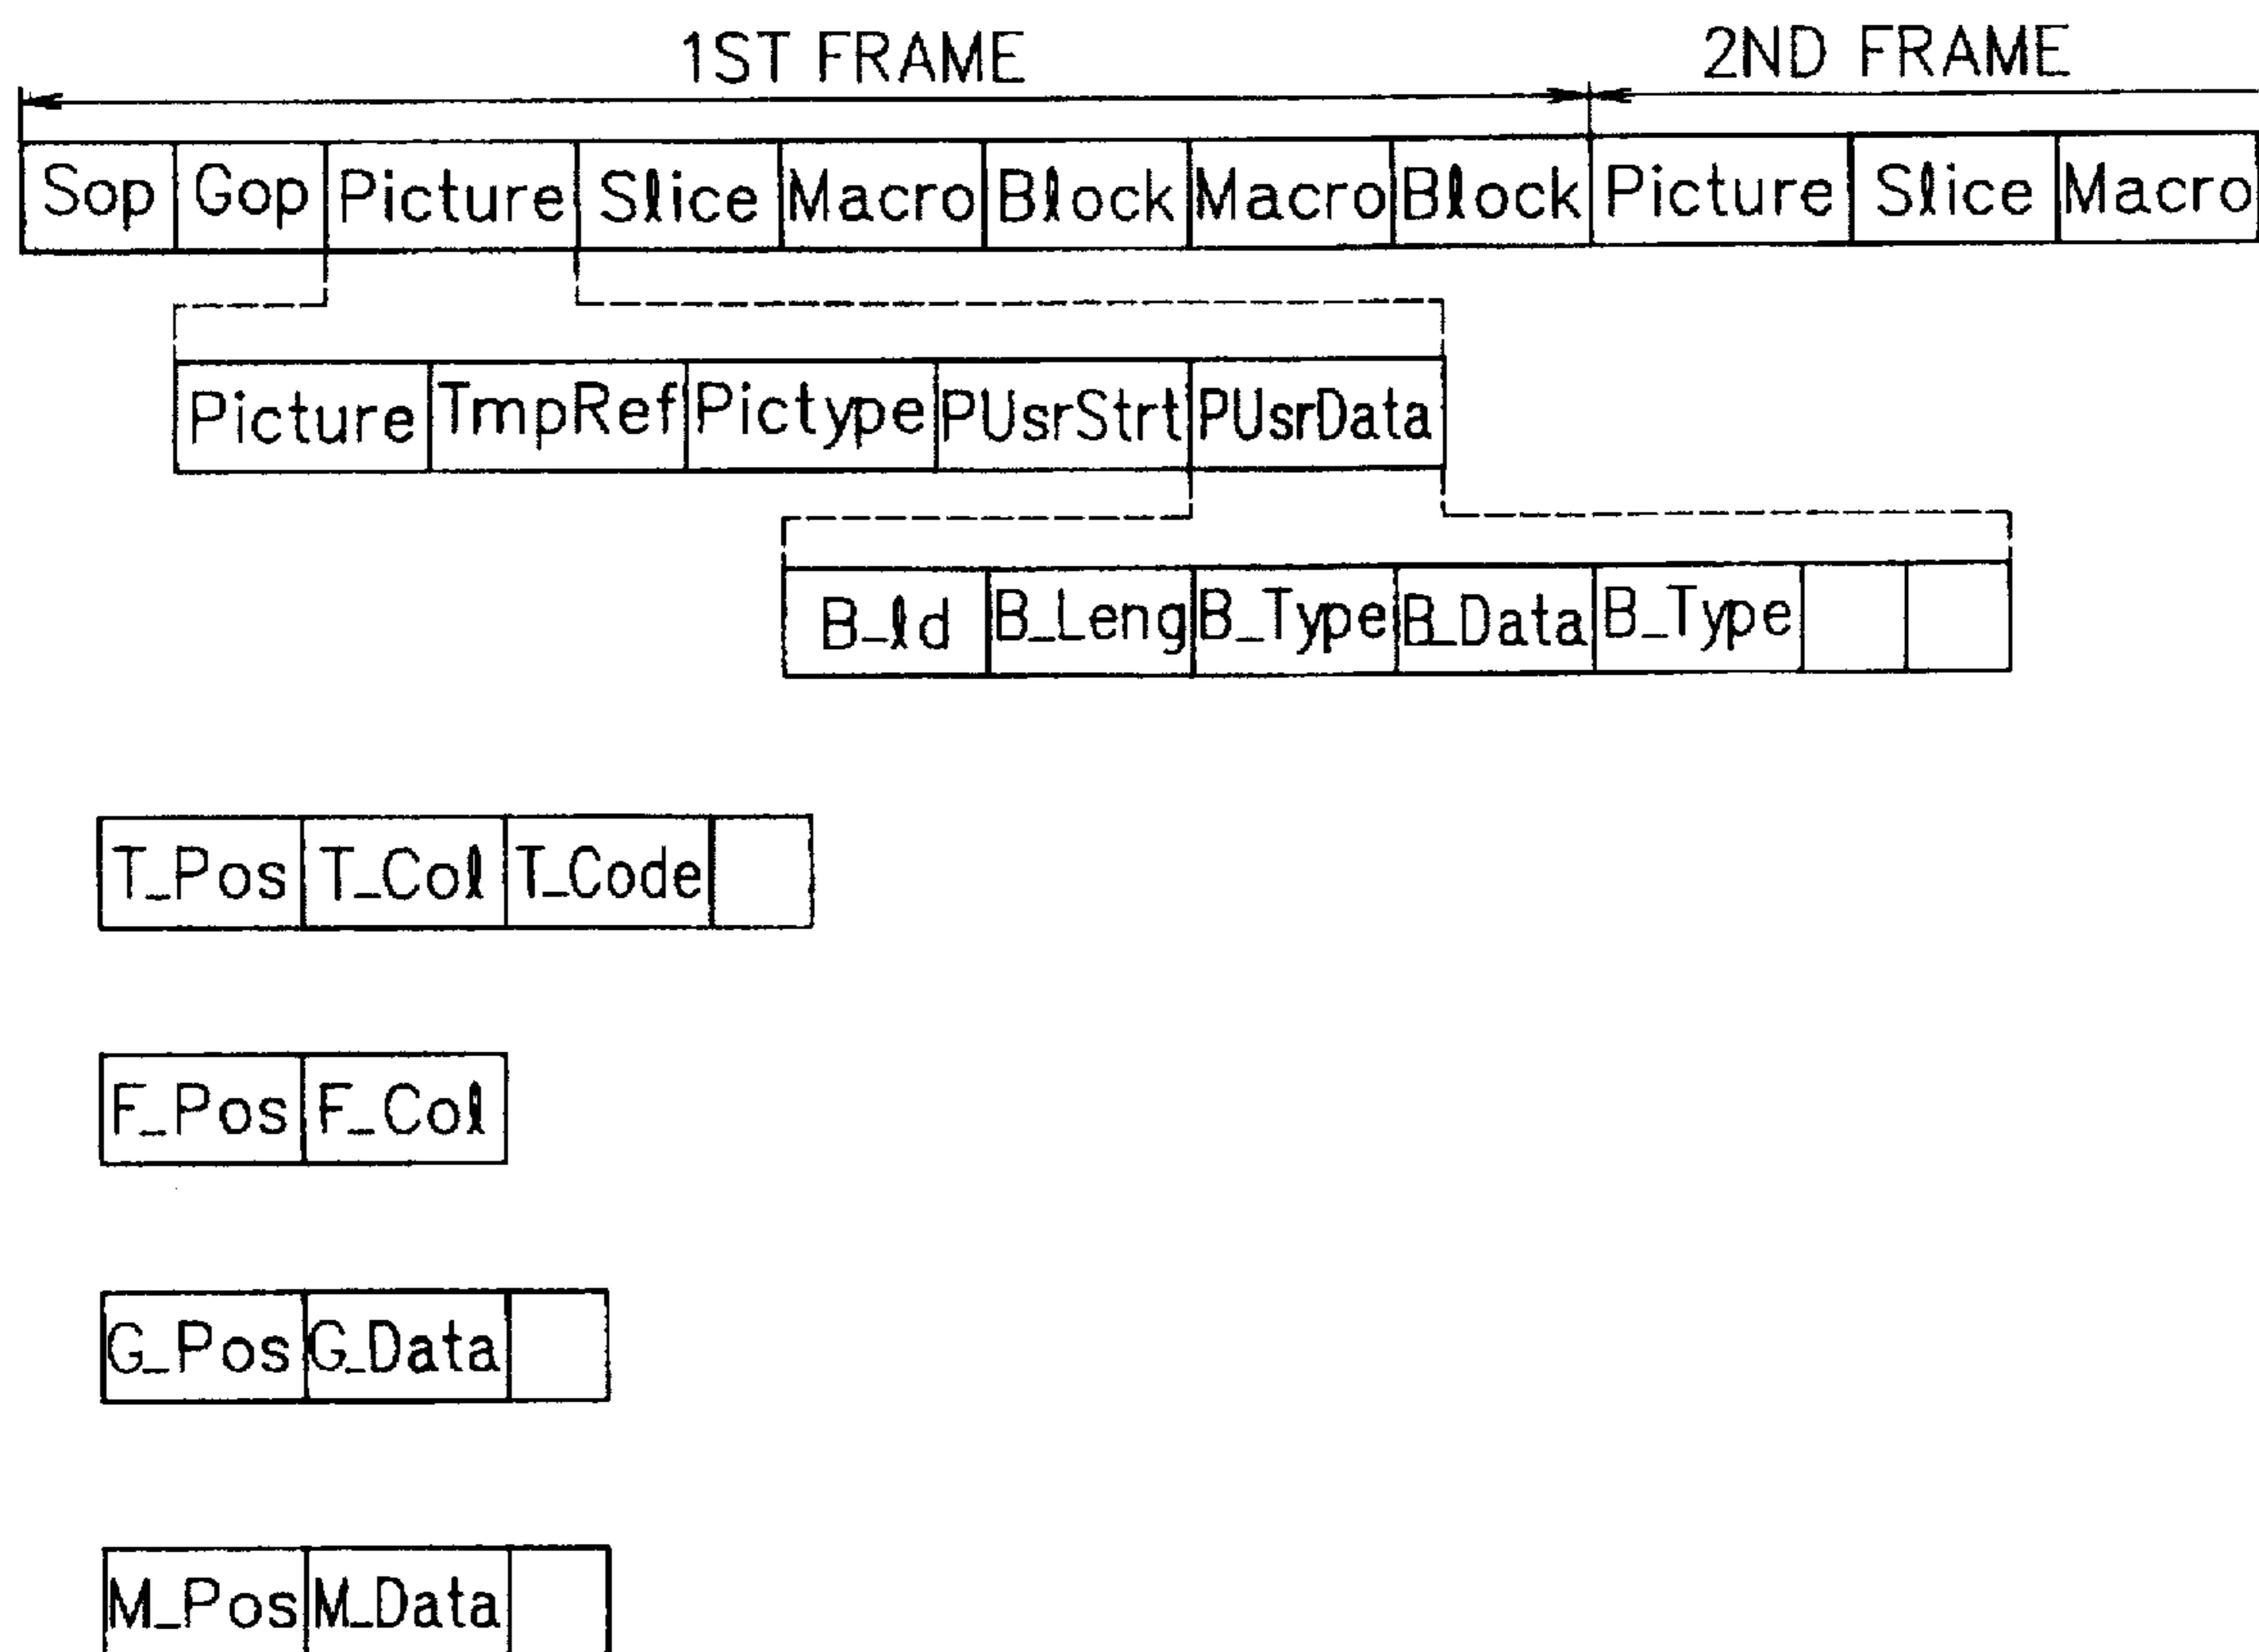 1ST FRAME 2ND FRAME
Sop Gop Picture Slice Macro Block Macro Block Picture Slice Macro
Picture TmpRef Pictype PUsrStrt PUsrData
B_ld B_Leng B_Type B_Data B_Type
T_Pos T_Col T_Code
F_Pos F_Col
G_Pos G_Data
M_Pos M_Data